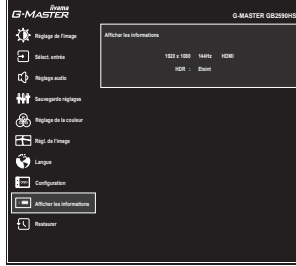 iiyama
G-MASTER
G-MASTER GB2590HS
Réglage de l'image
Sélect. entrée
Réglage audio
Sauvegarde réglages
Réglage de la couleur
Régl. de l'image
Langue
Configuration
Afficher les informations
Restaurer
Afficher les informations
1920 x 1080 144Hz HDMI
HDR : Eteint